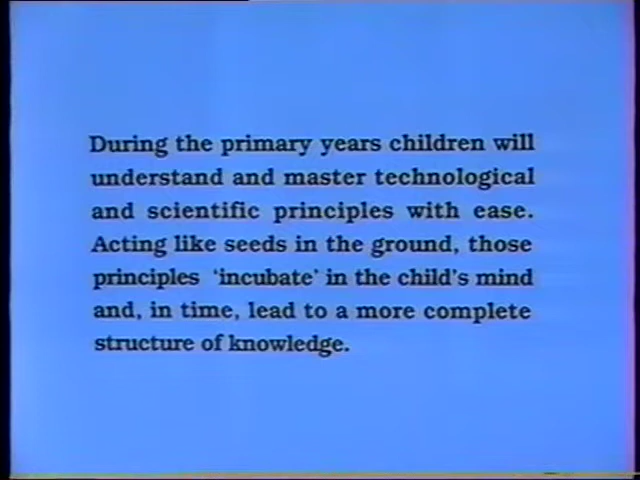 During the primary years children will
understand and master technological
and scientific principles with ease.
Acting like seeds in the ground, those
principles 'incubate' in the child's mind
and, in time, lead to a more complete
structure of knowledge.